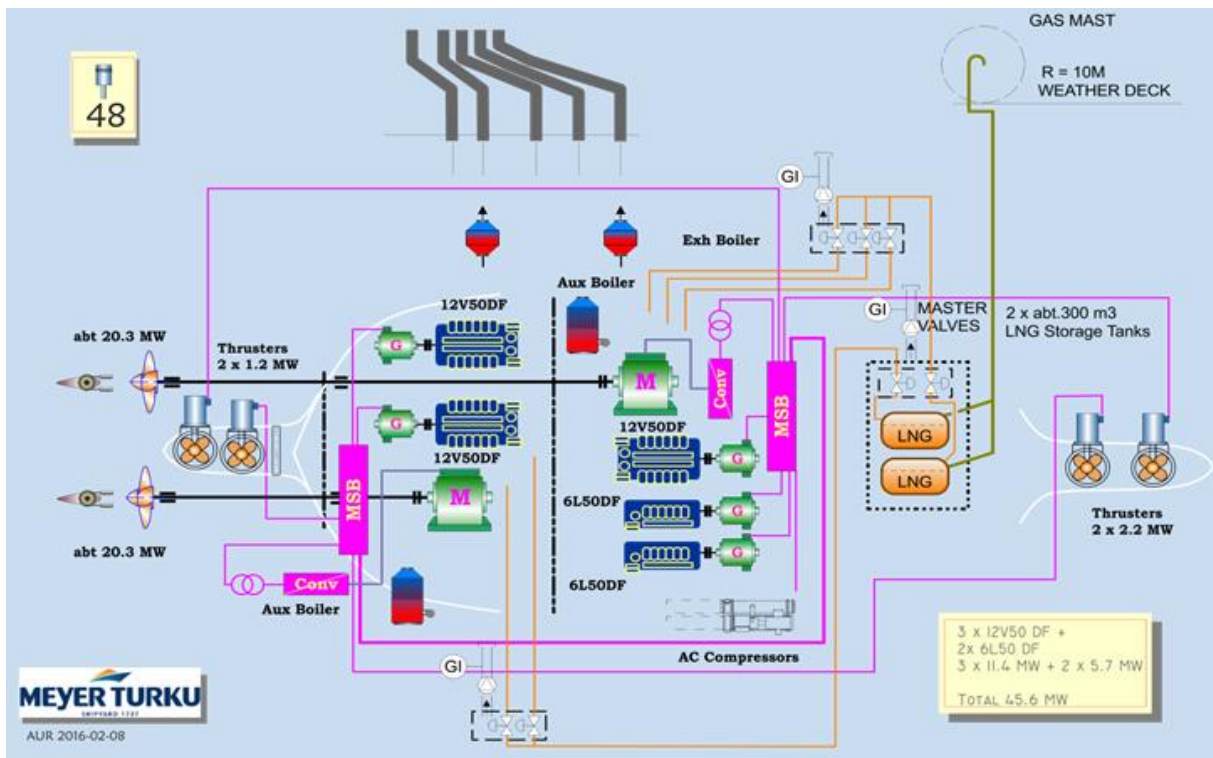 GAS MAST
R = 10M
WEATHER DECK
48
GI
Exh Boiler
Aux Boiler
12V50DF
GI
MASTER
VALVES
2 x abt.300 m3
LNG Storage Tanks
abt 20.3 MW
Thrusters
2 x 1.2 MW
G
M
Conv
MSB
G
12V50DF
12V50DF
G
LNG
LNG
MSB
M
6L50DF
G
G
abt 20.3 MW
Thrusters
2 x 2.2 MW
6L50DF
Conv
Aux Boiler
AC Compressors
GI
3 x 12V50 DF +
2x 6L50 DF
3 x 11.4 MW + 2 x 5.7 MW
Total 45.6 MW
MEYER TURKU
SHIPYARD 1737
AUR 2016-02-08